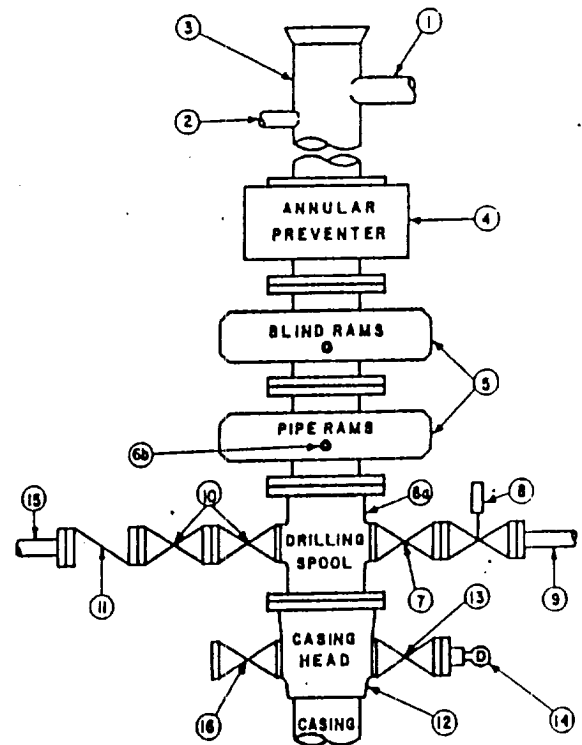 1
3
2
ANNULAR
PREVENTER
4
BLIND RAMS
5
PIPE RAMS
6b
15
10
6a
8
DRILLING
SPOOL
11
7
9
13
CASING
HEAD
16
D
12
14
CASING